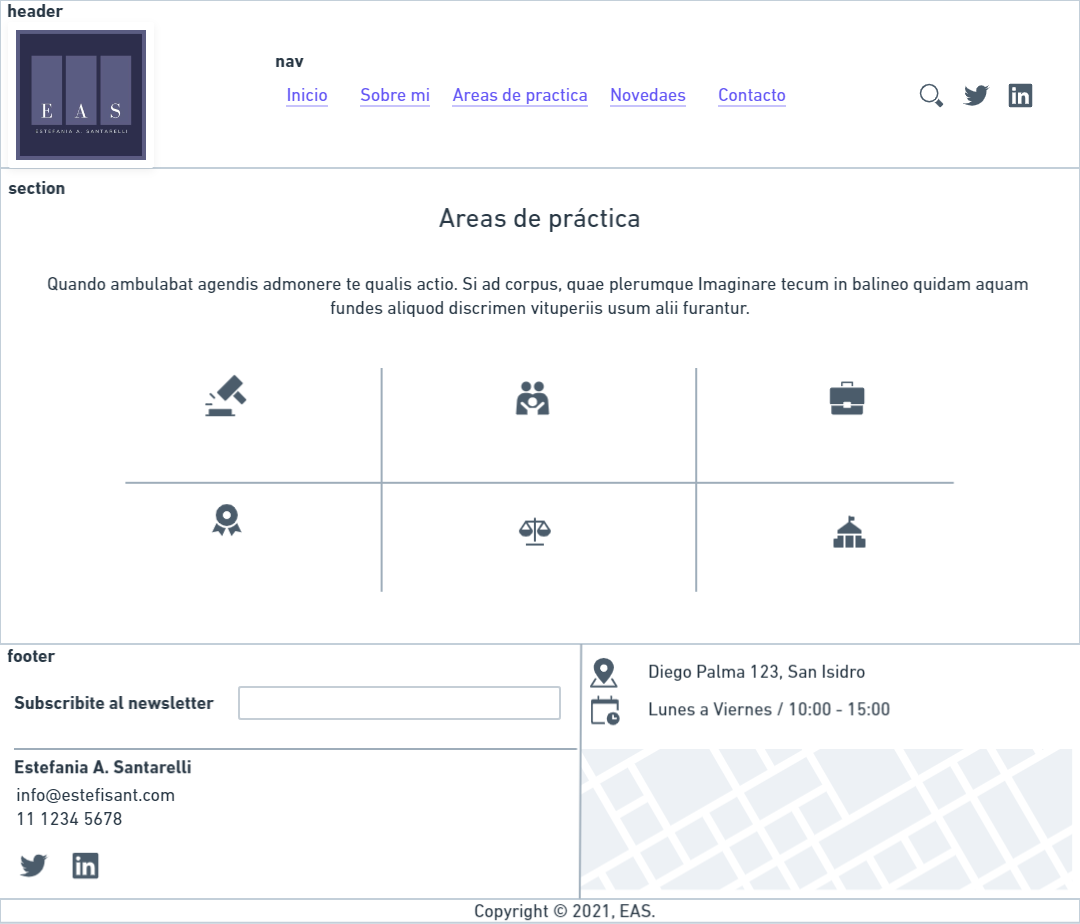 header
E A S
ESTEFANIA A. SANTARELLI
nav
Inicio Sobre mi Areas de practica Novedaes Contacto
in
section
Areas de práctica
Quando ambulabat agendis admonere te qualis actio. Si ad corpus, quae plerumque Imaginare tecum in balineo quidam aquam
fundes aliquod discrimen vituperiis usum alii furantur.
footer
Subscribite al newsletter
Estefania A. Santarelli
info@estefisant.com
11 1234 5678
in
Diego Palma 123, San Isidro
Lunes a Viernes / 10:00 - 15:00
Copyright © 2021, EAS.